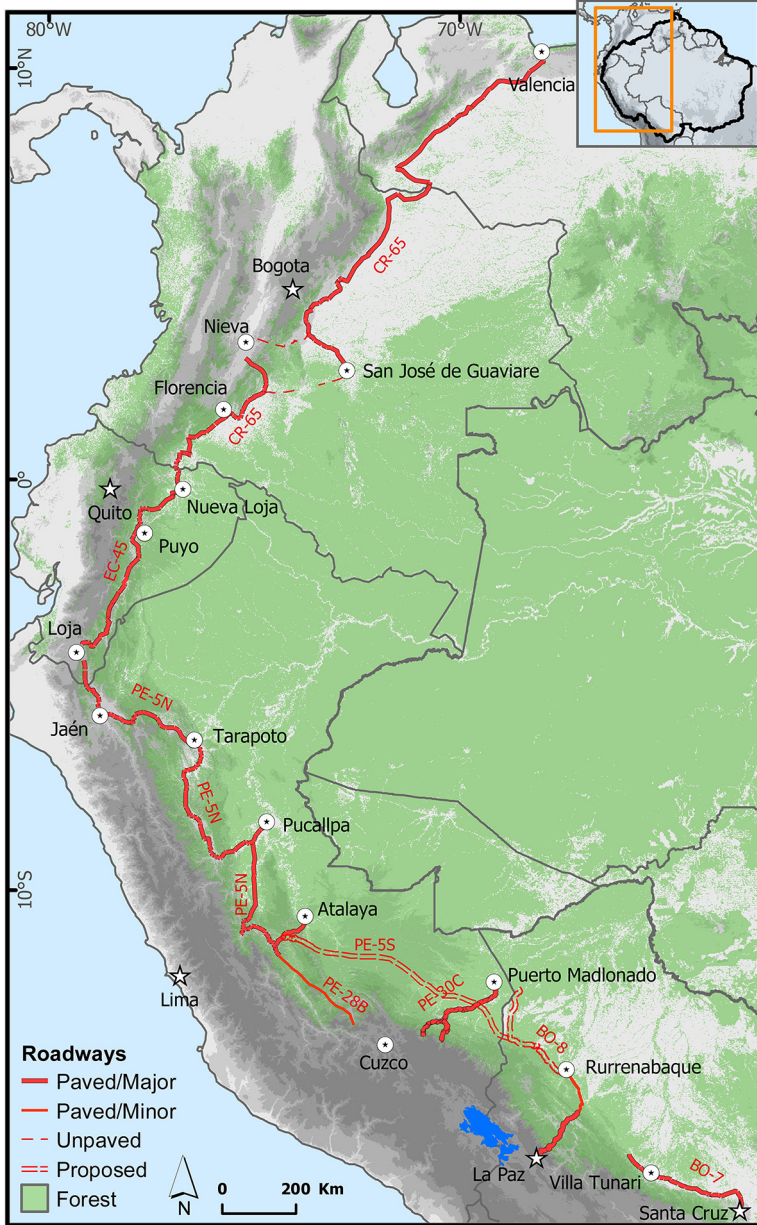 80°W
70°W
10°N
Valencia
CR-65
Bogota
Nieva
San José de Guaviare
Florencia
CR-65
0°
Quito
Nueva Loja
Puyo
EC-45
Loja
PE-5N
Jaén
Tarapoto
PE-5N
Pucallpa
10°S
PE-5N
Atalaya
PE-5S
Puerto Madlonado
Lima
PE-28B
PE-30C
BO-8
Cuzco
Rurrenabaque
Roadways
Paved/Major
Paved/Minor
Unpaved
Proposed
Forest
N
0 200 Km
La Paz
Villa Tunari
BO-7
Santa Cruz